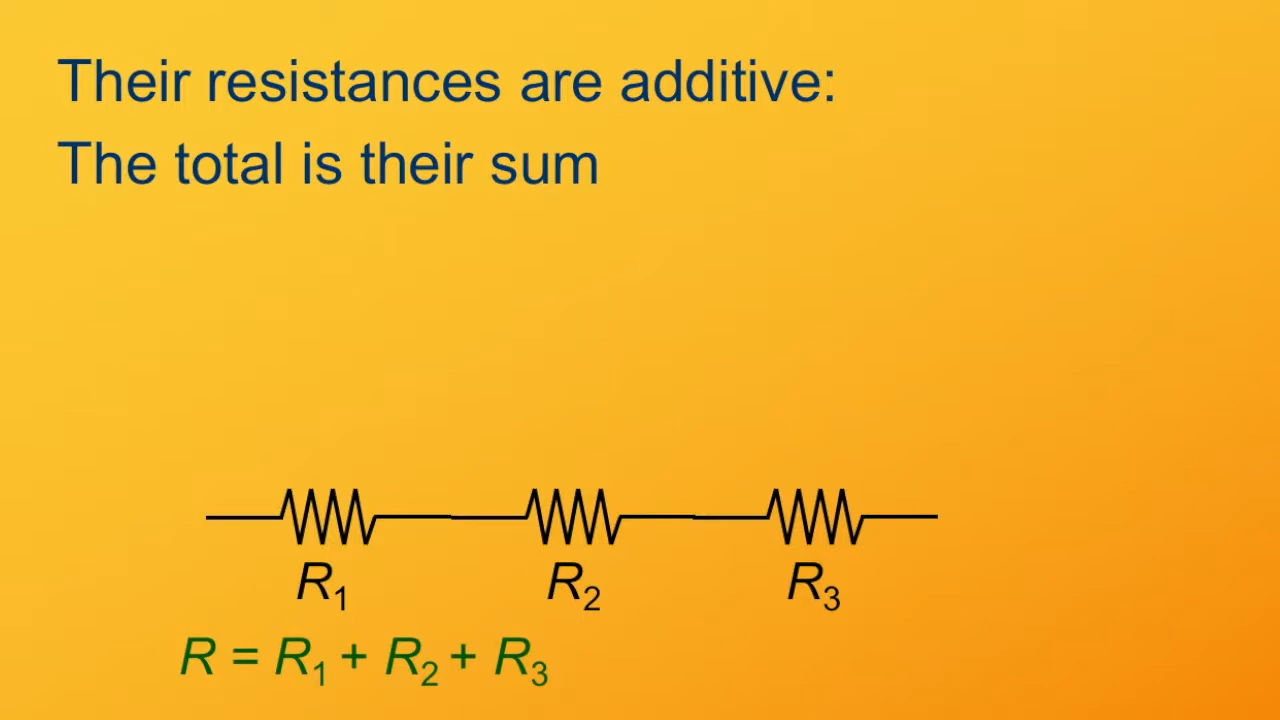 Their resistances are additive:
The total is their sum
R₁ R₂ R₃
R = R₁ + R₂ + R₃